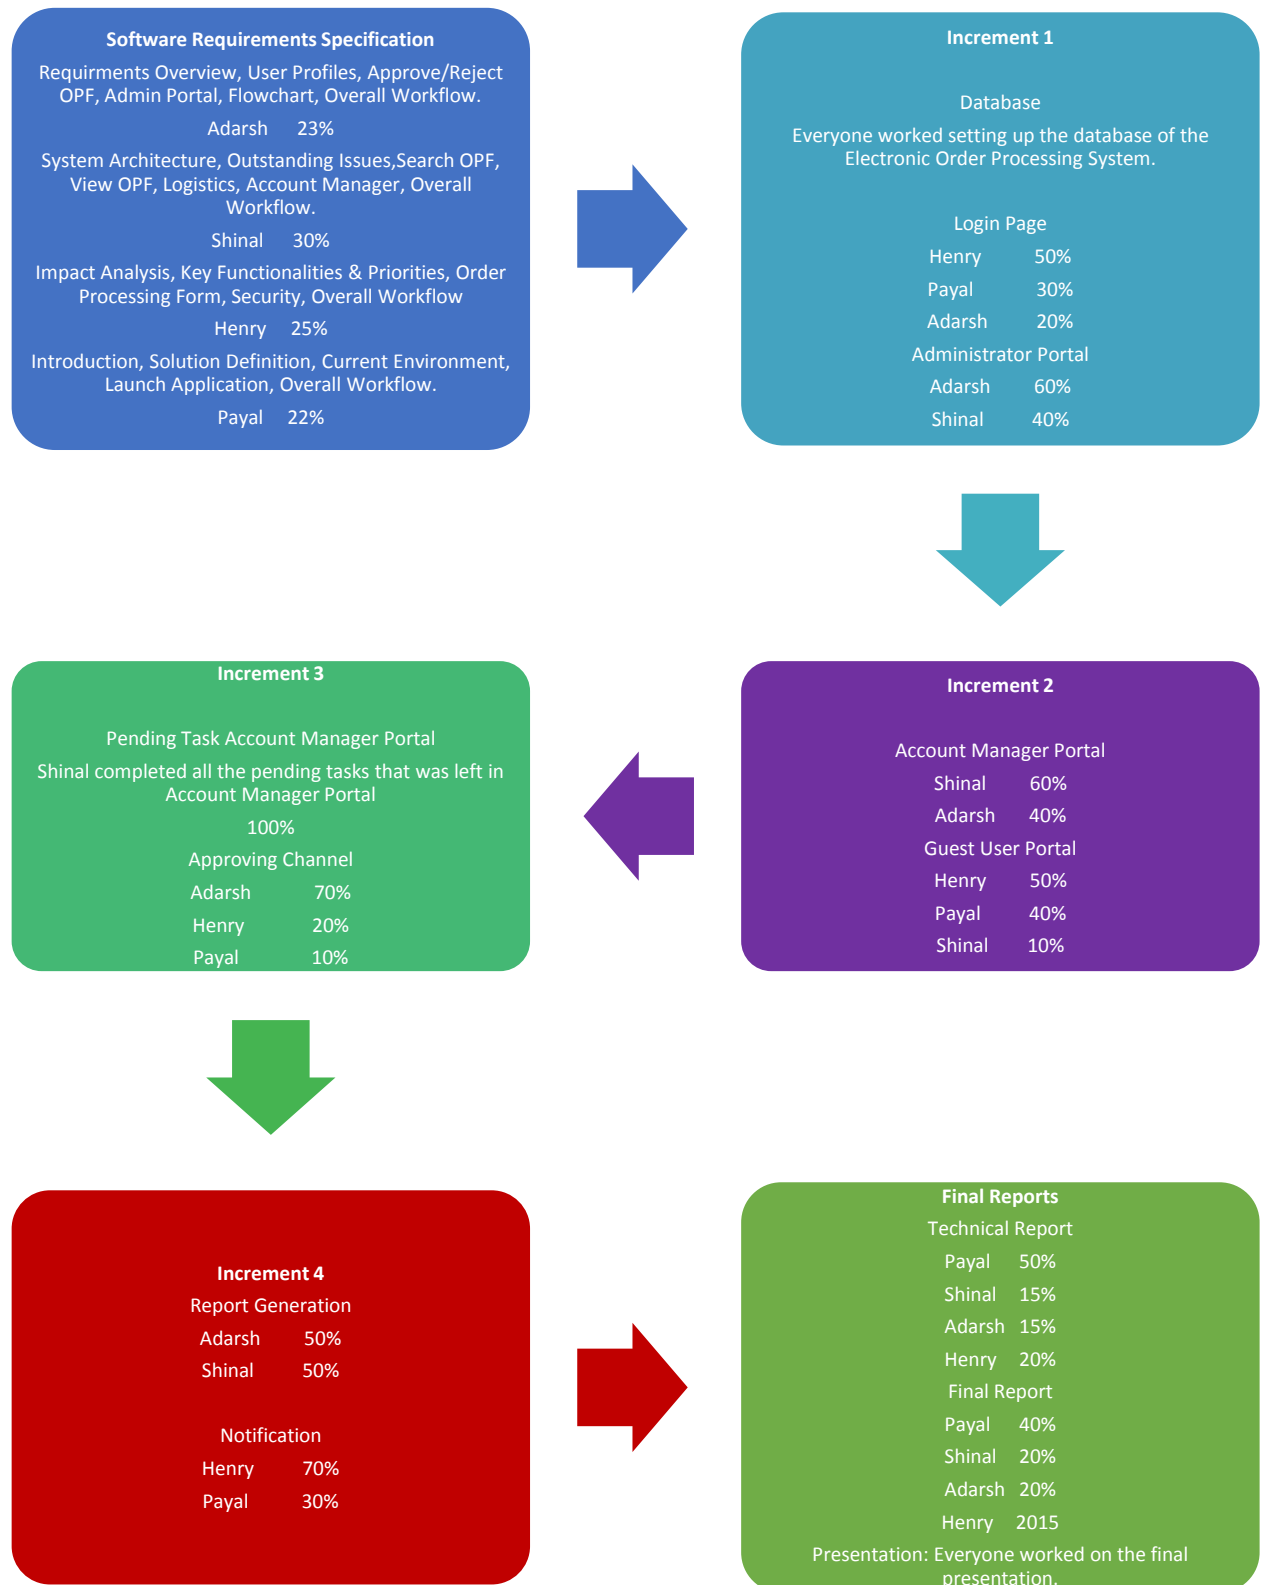 Software Requirements Specification
Requirments Overview, User Profiles, Approve/Reject
OPF, Admin Portal, Flowchart, Overall Workflow.
Adarsh 23%
System Architecture, Outstanding Issues,Search OPF,
View OPF, Logistics, Account Manager, Overall
Workflow.
Shinal 30%
Impact Analysis, Key Functionalities & Priorities, Order
Processing Form, Security, Overall Workflow
Henry 25%
Introduction, Solution Definition, Current Environment,
Launch Application, Overall Workflow.
Payal 22%
Increment 1
Database
Everyone worked setting up the database of the
Electronic Order Processing System.
Login Page
Henry 50%
Payal 30%
Adarsh 20%
Administrator Portal
Adarsh 60%
Shinal 40%
Increment 2
Account Manager Portal
Shinal 60%
Adarsh 40%
Guest User Portal
Henry 50%
Payal 40%
Shinal 10%
Increment 3
Pending Task Account Manager Portal
Shinal completed all the pending tasks that was left in
Account Manager Portal
100%
Approving Channel
Adarsh 70%
Henry 20%
Payal 10%
Increment 4
Report Generation
Adarsh 50%
Shinal 50%
Notification
Henry 70%
Payal 30%
Final Reports
Technical Report
Payal 50%
Shinal 15%
Adarsh 15%
Henry 20%
Final Report
Payal 40%
Shinal 20%
Adarsh 20%
Henry 2015
Presentation: Everyone worked on the final
presentation.